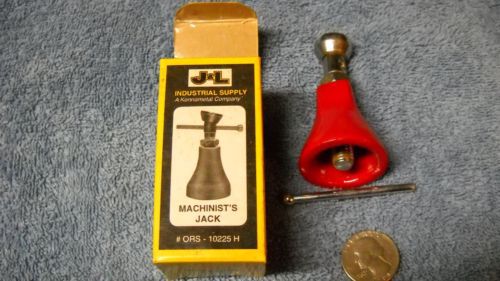 J&L
INDUSTRIAL SUPPLY
A Kennametal Company
MACHINIST'S
JACK
# ORS - 10225 H